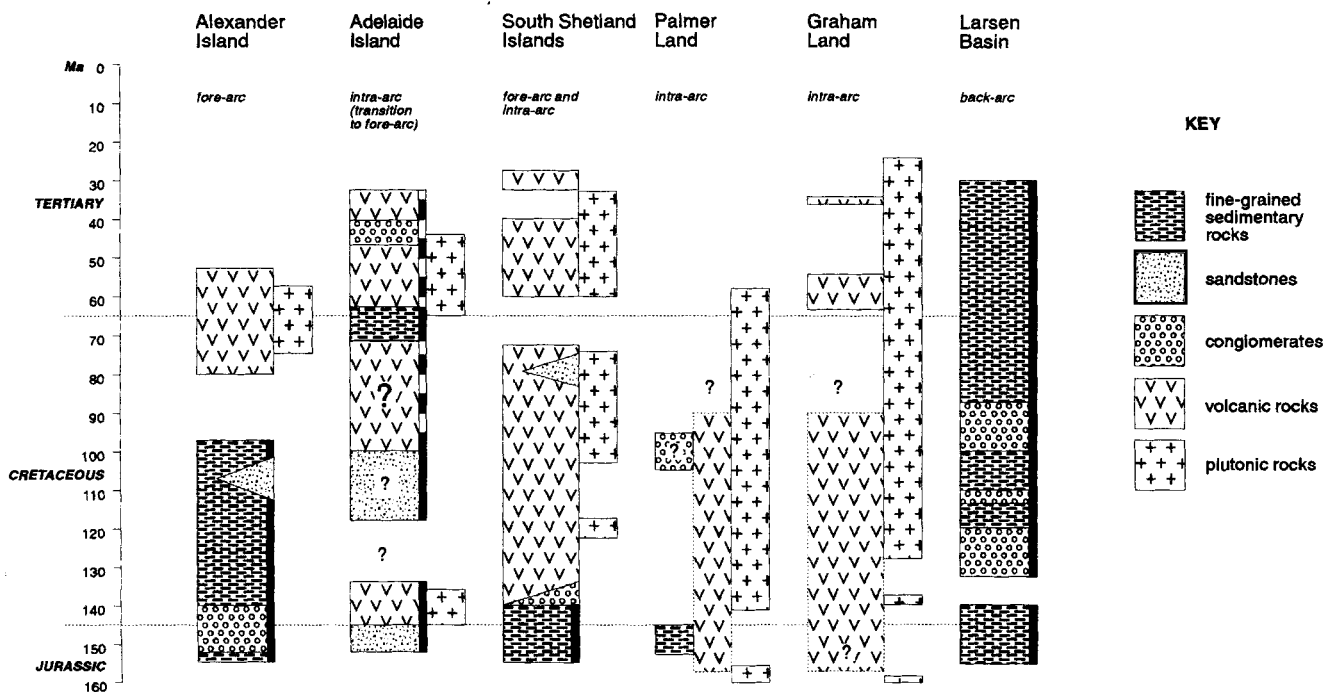 Alexander
Island
Adelaide
Island
South Shetland
Islands
Palmer
Land
Graham
Land
Larsen
Basin
Ma 0
fore-arc
intra-arc
(transition
to fore-arc)
fore-arc and
intra-arc
intra-arc
intra-arc
back-arc
10
20
30
TERTIARY
40
50
60
70
80
90
100
CRETACEOUS
110
120
130
140
150
JURASSIC
160
?
?
?
?
?
?
?
KEY
fine-grained
sedimentary
rocks
sandstones
conglomerates
volcanic rocks
plutonic rocks